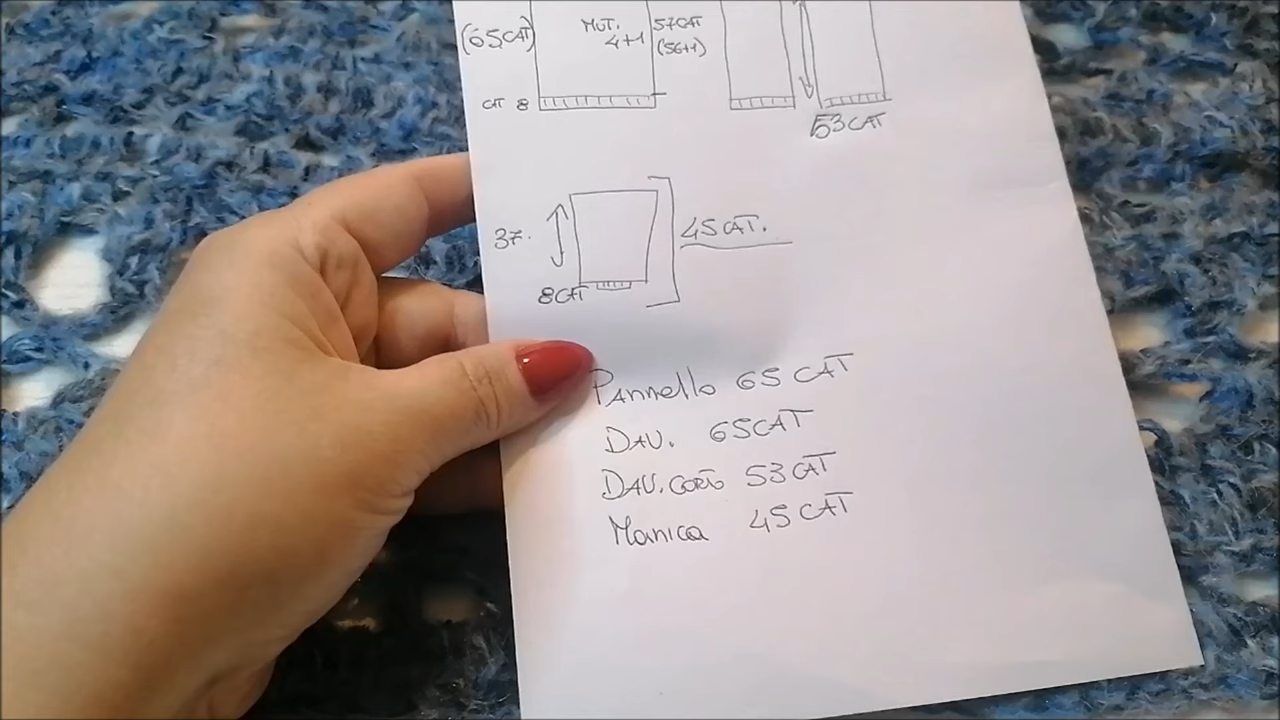 (65CAT)
MOT. 57CAT
4+1 (56+1)
CAT 8
53CAT
37.
45CAT.
8CAT
Pannello 65 CAT
DAV. 65CAT
DAV. CORTO 53 CAT
Manica 45 CAT